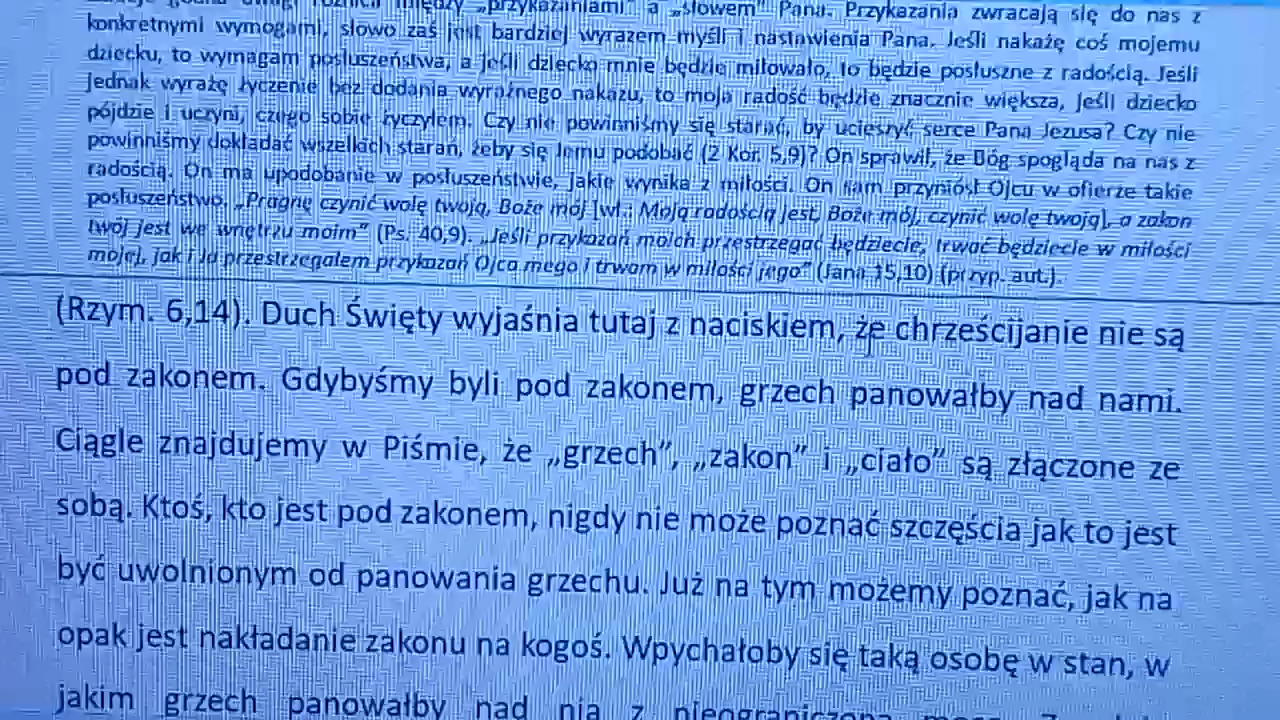 godna uwagi różnica między „przykazaniami" a „słowem" Pana. Przykazania zwracają się do nas z
konkretnymi wymogami, słowo zaś jest bardziej wyrazem myśli i nastawienia Pana. Jeśli nakażę coś mojemu
dziecku, to wymagam posłuszeństwa, a jeśli dziecko mnie będzie miłowało, to będzie posłuszne z radością. Jeśli
jednak wyrażę życzenie bez dodania wyraźnego nakazu, to moja radość będzie znacznie większa, jeśli dziecko
pójdzie i uczyni, czego sobie życzyłem. Czy nie powinniśmy się starać, by ucieszyć serce Pana Jezusa? Czy nie
powinniśmy dokładać wszelkich starań, żeby się Jemu podobać (2 Kor. 5,9)? On sprawił, że Bóg spogląda na nas z
radością. On ma upodobanie w posłuszeństwie, jakie wynika z miłości. On sam przyniósł Ojcu w ofierze takie
posłuszeństwo. „Pragnę czynić wolę twoją, Boże mój [wł.: Moją radością jest, Boże mój, czynić wolę twoją], a zakon
twój jest we wnętrzu moim" (Ps. 40,9). „Jeśli przykazań moich przestrzegać będziecie, trwać będziecie w miłości
mojej, jak i Ja przestrzegałem przykazań Ojca mego i trwam w miłości jego" (Jana 15,10) (przyp. aut.).
(Rzym. 6,14). Duch Święty wyjaśnia tutaj z naciskiem, że chrześcijanie nie są
pod zakonem. Gdybyśmy byli pod zakonem, grzech panowałby nad nami.
Ciągle znajdujemy w Piśmie, że „grzech", „zakon" i „ciało" są złączone ze
sobą. Ktoś, kto jest pod zakonem, nigdy nie może poznać szczęścia jak to jest
być uwolnionym od panowania grzechu. Już na tym możemy poznać, jak na
opak jest nakładanie zakonu na kogoś. Wpychałoby się taką osobę w stan, w
jakim grzech panowałby nad nią z